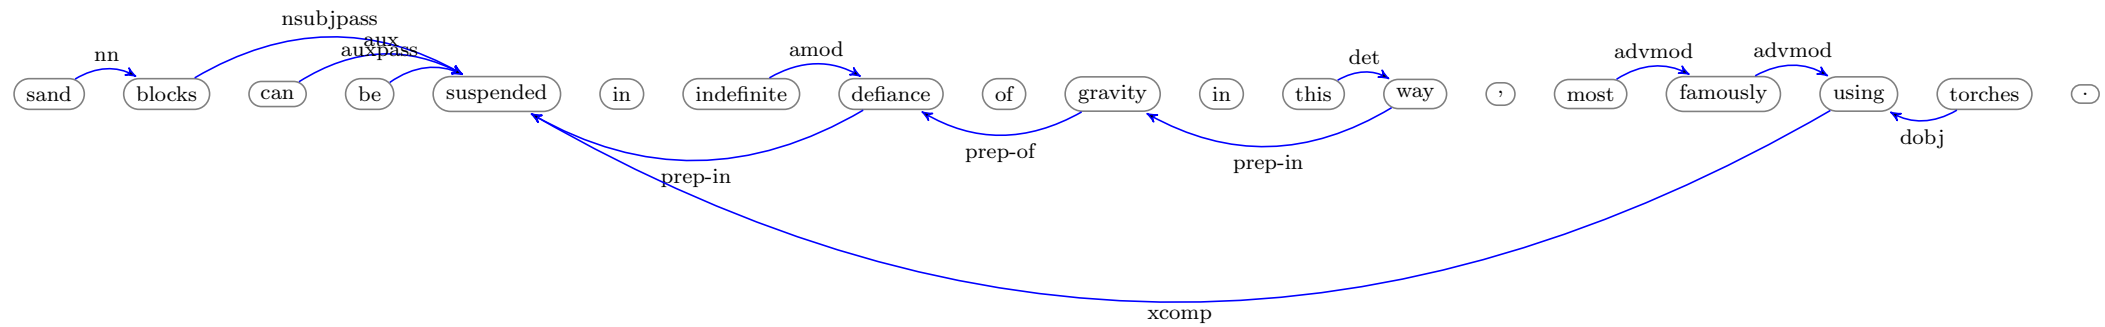 nsubjpass
aux
nn auxpass amod det advmod advmod
sand blocks can be suspended in indefinite defiance of gravity in this way , most famously using torches .
prep-of prep-in dobj
prep-in
xcomp